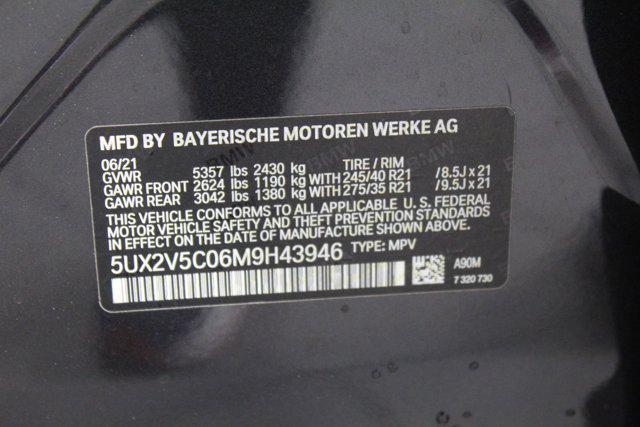 MFD BY BAYERISCHE MOTOREN WERKE AG
06/21 TIRE / RIM
GVWR 5357 lbs 2430 kg
GAWR FRONT 2624 lbs 1190 kg WITH 245/40 R21 /8.5J x 21
GAWR REAR 3042 lbs 1380 kg WITH 275/35 R21 /9.5J x 21
THIS VEHICLE CONFORMS TO ALL APPLICABLE U. S. FEDERAL
MOTOR VEHICLE SAFETY AND THEFT PREVENTION STANDARDS
IN EFFECT ON THE DATE OF MANUFACTURE SHOWN ABOVE.
5UX2V5C06M9H43946 TYPE: MPV
A90M
7 320 730